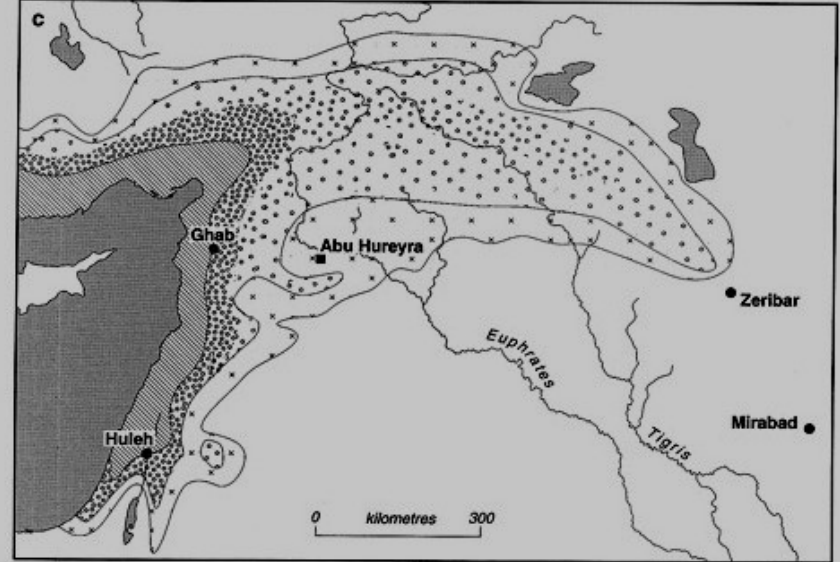 C
Ghab
Abu Hureyra
Zeribar
Euphrates
Mirabad
Huleh
Tigris
0 kilometres 300